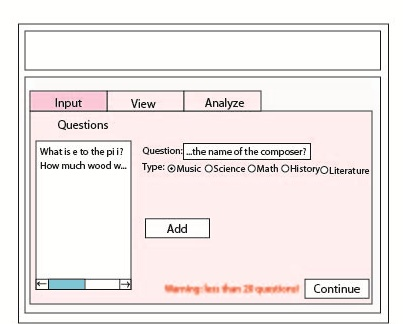 Input
View
Analyze
Questions
What is e to the pi i?
How much wood w...
Question: ...the name of the composer?
Type: Music Science Math History Literature
Add
Warning: less than 20 questions!
Continue